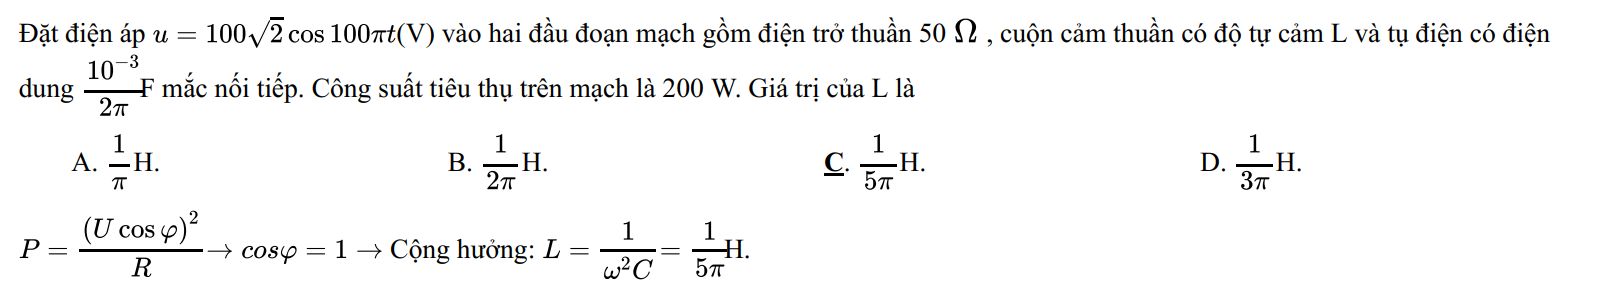 Đặt điện áp $u = 100\sqrt{2}\cos 100\pi t$(V) vào hai đầu đoạn mạch gồm điện trở thuần 50 Ω , cuộn cảm thuần có độ tự cảm L và tụ điện có điện
dung $\frac{10^{-3}}{2\pi}$F mắc nối tiếp. Công suất tiêu thụ trên mạch là 200 W. Giá trị của L là
A. $\frac{1}{\pi}$H. B. $\frac{1}{2\pi}$H. C. $\frac{1}{5\pi}$H. D. $\frac{1}{3\pi}$H.
$P = \frac{(U\cos\varphi)^2}{R} \rightarrow cos\varphi = 1 \rightarrow$ Cộng hưởng: $L = \frac{1}{\omega^2 C} = \frac{1}{5\pi}$H.